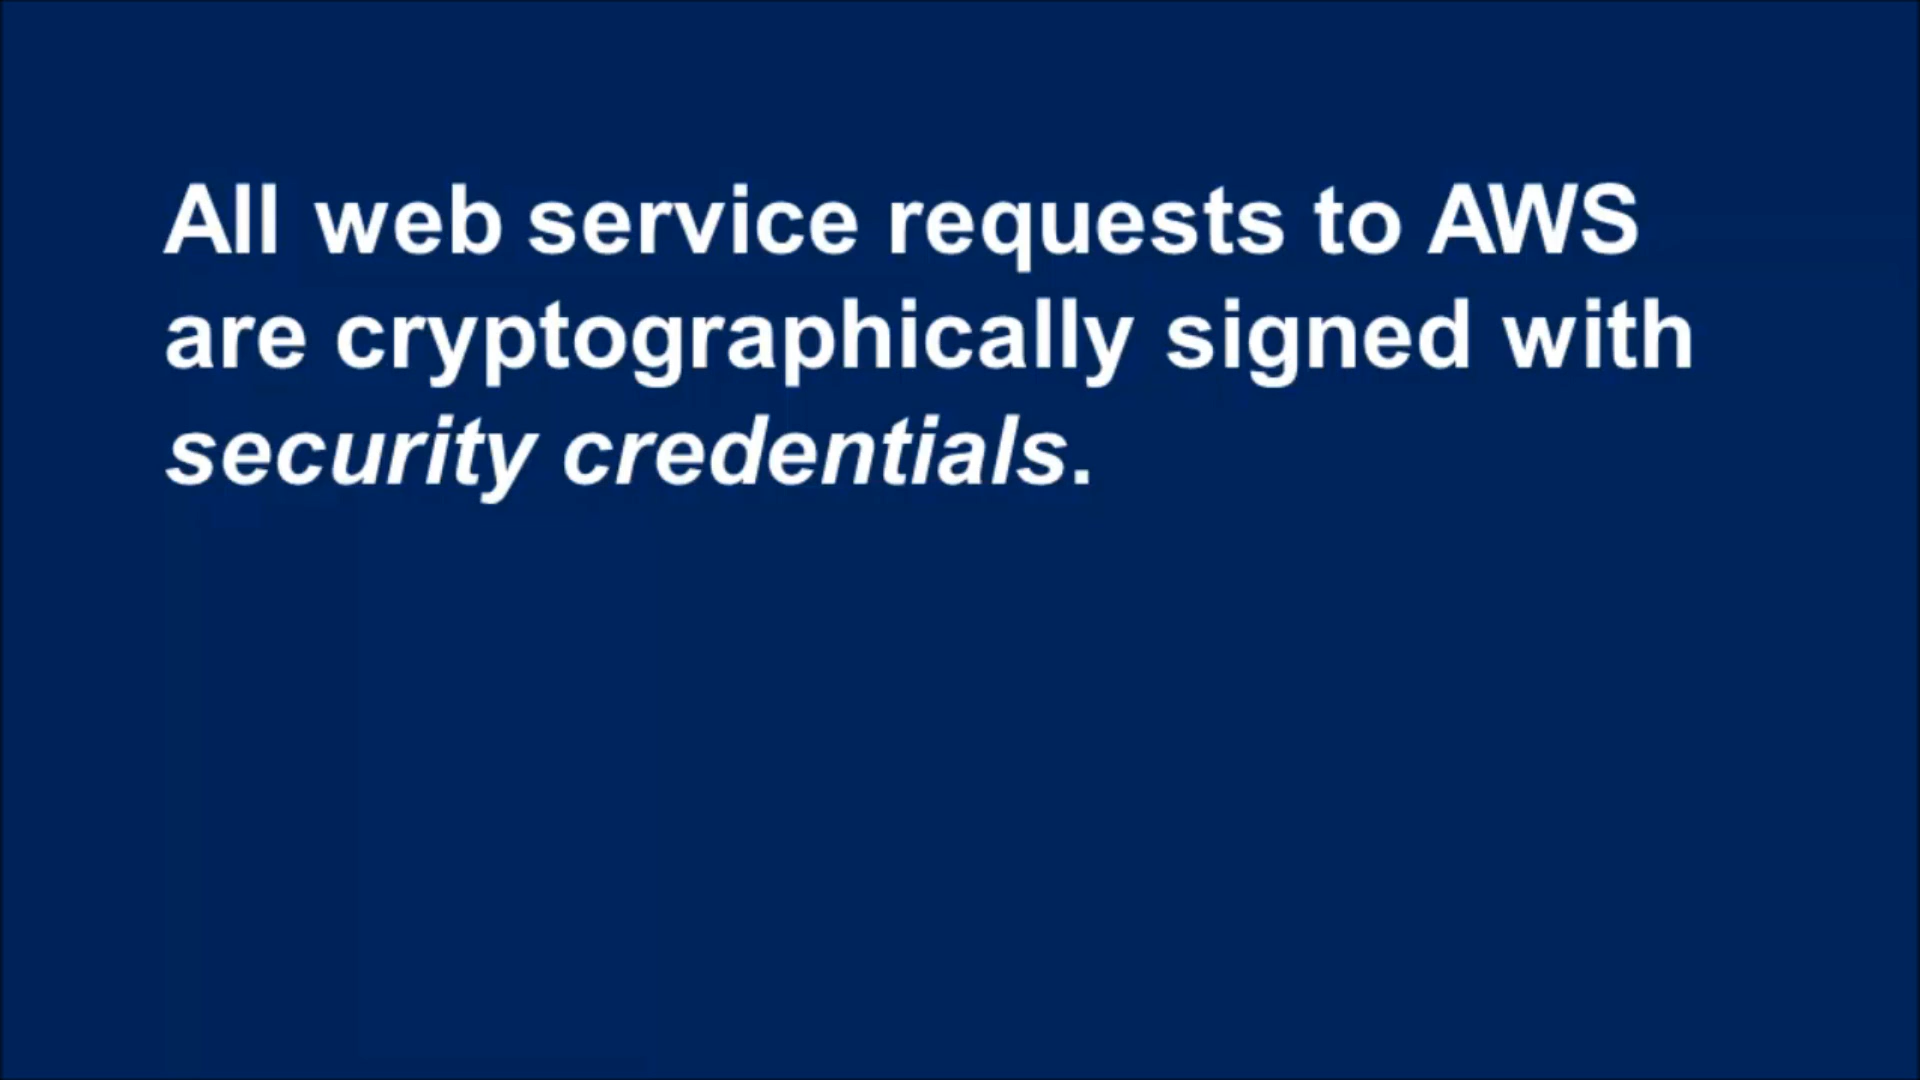 All web service requests to AWS
are cryptographically signed with
security credentials.